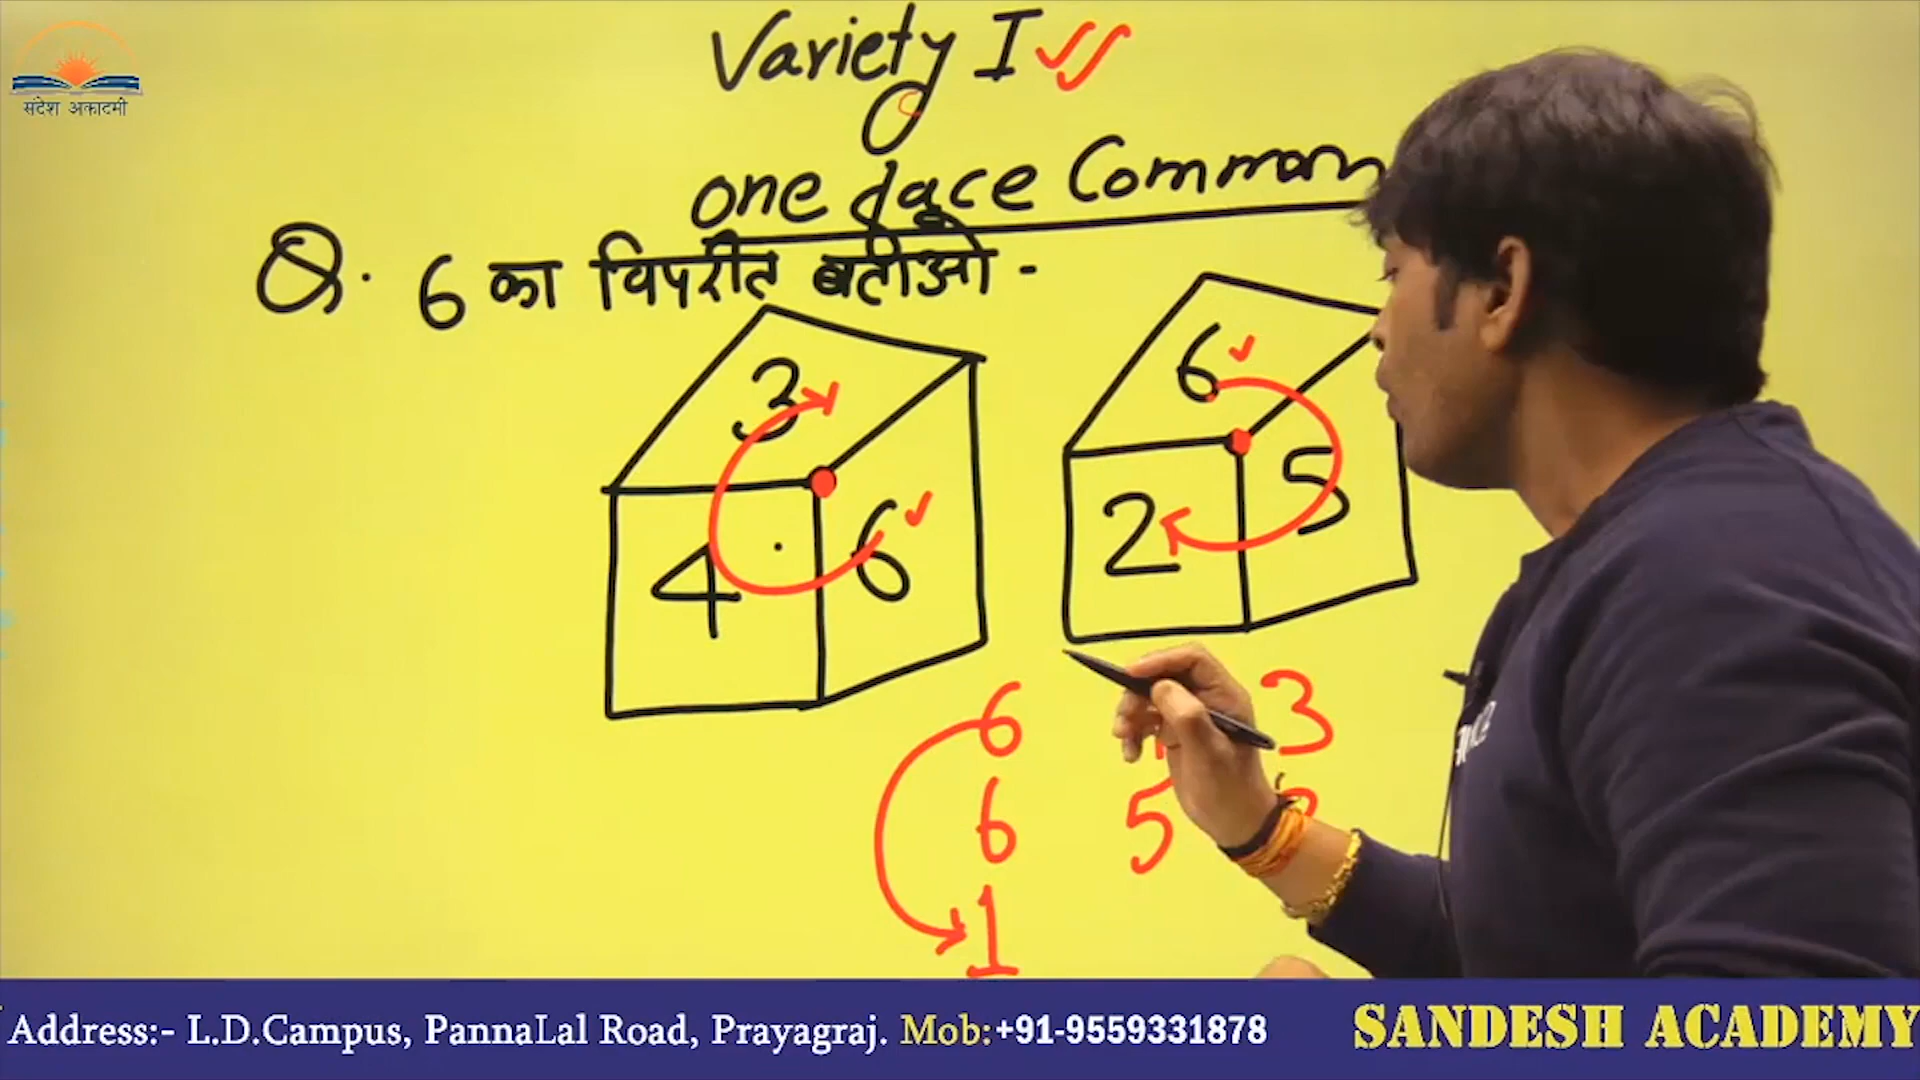 संदेश अकादमी
Variety I
one face Common
Q. 6 का विपरीत बताओ -
3
6
4
6
2
5
6 3
6 5
1
Address:- L.D.Campus, PannaLal Road, Prayagraj. Mob:+91-9559331878
SANDESH ACADEMY